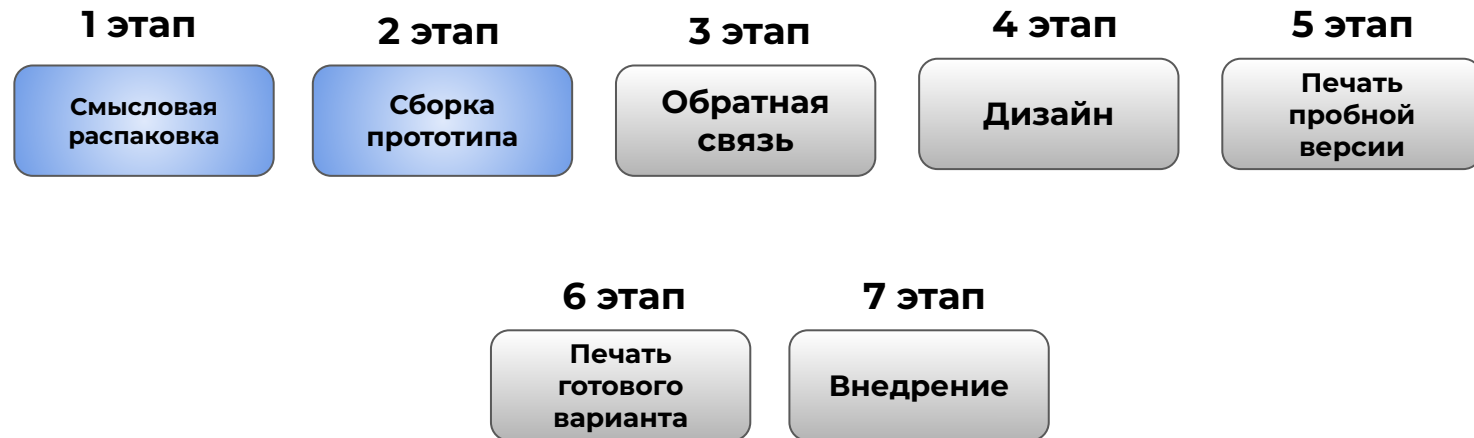 1 этап
2 этап
3 этап
4 этап
5 этап
Смысловая
распаковка
Сборка
прототипа
Обратная
связь
Дизайн
Печать
пробной
версии
6 этап
7 этап
Печать
готового
варианта
Внедрение